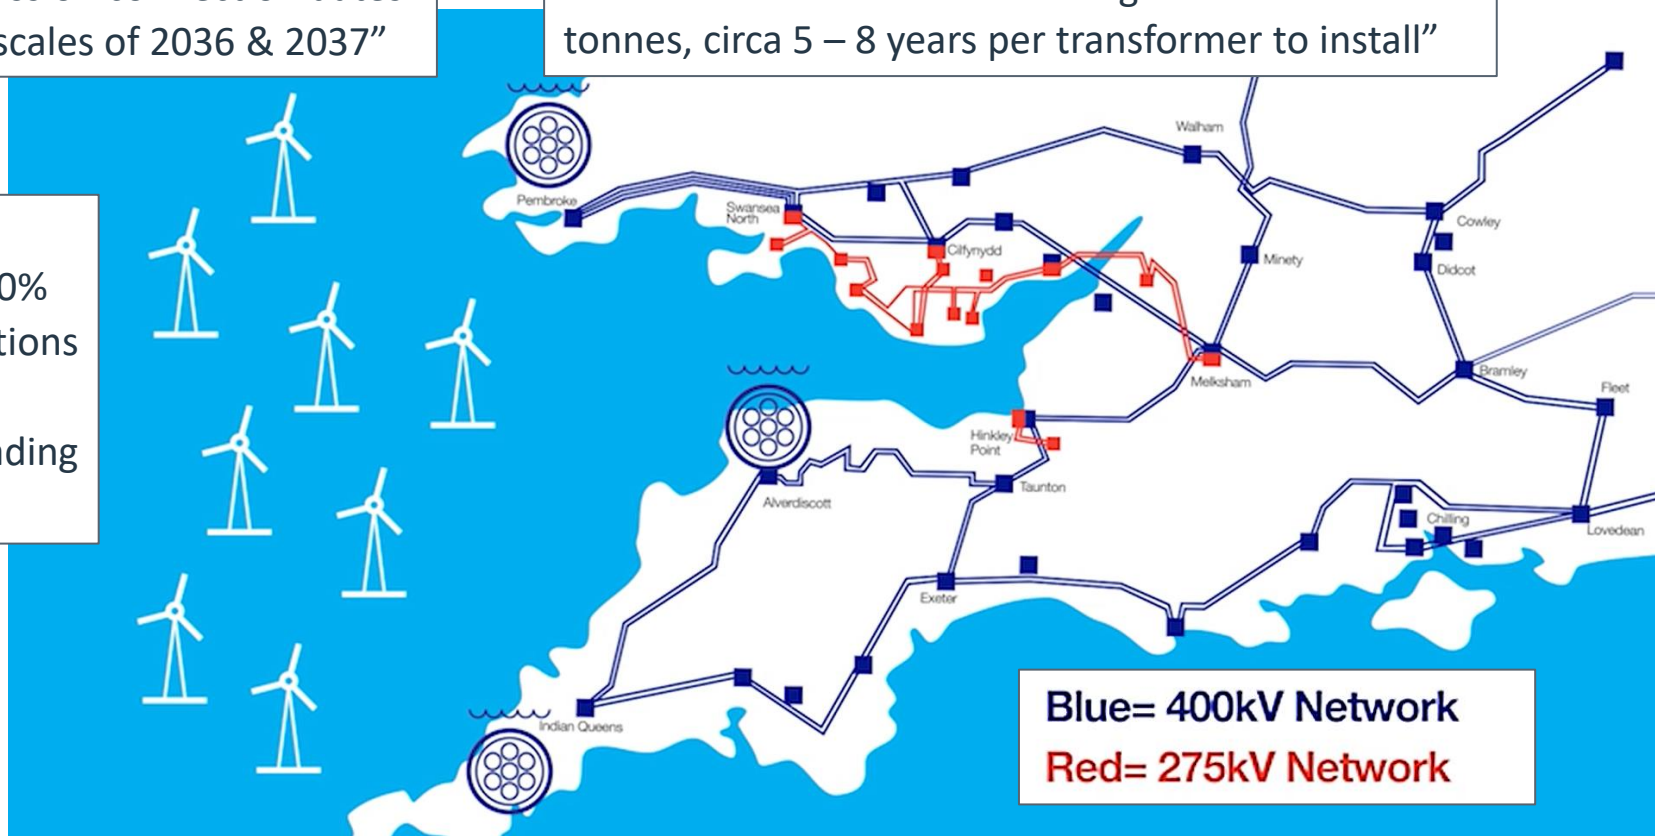 scales of 2036 & 2037”
tonnes, circa 5 – 8 years per transformer to install”
0%
Walham
Pembroke
Swansea
North
Cowley
Cilfynydd
Minety
Didcot
Melksham
Bramley
Fleet
Hinkley
Point
Taunton
Alverdiscott
Chilling
Lovedean
Exeter
Indian Queens
Blue= 400kV Network
Red= 275kV Network